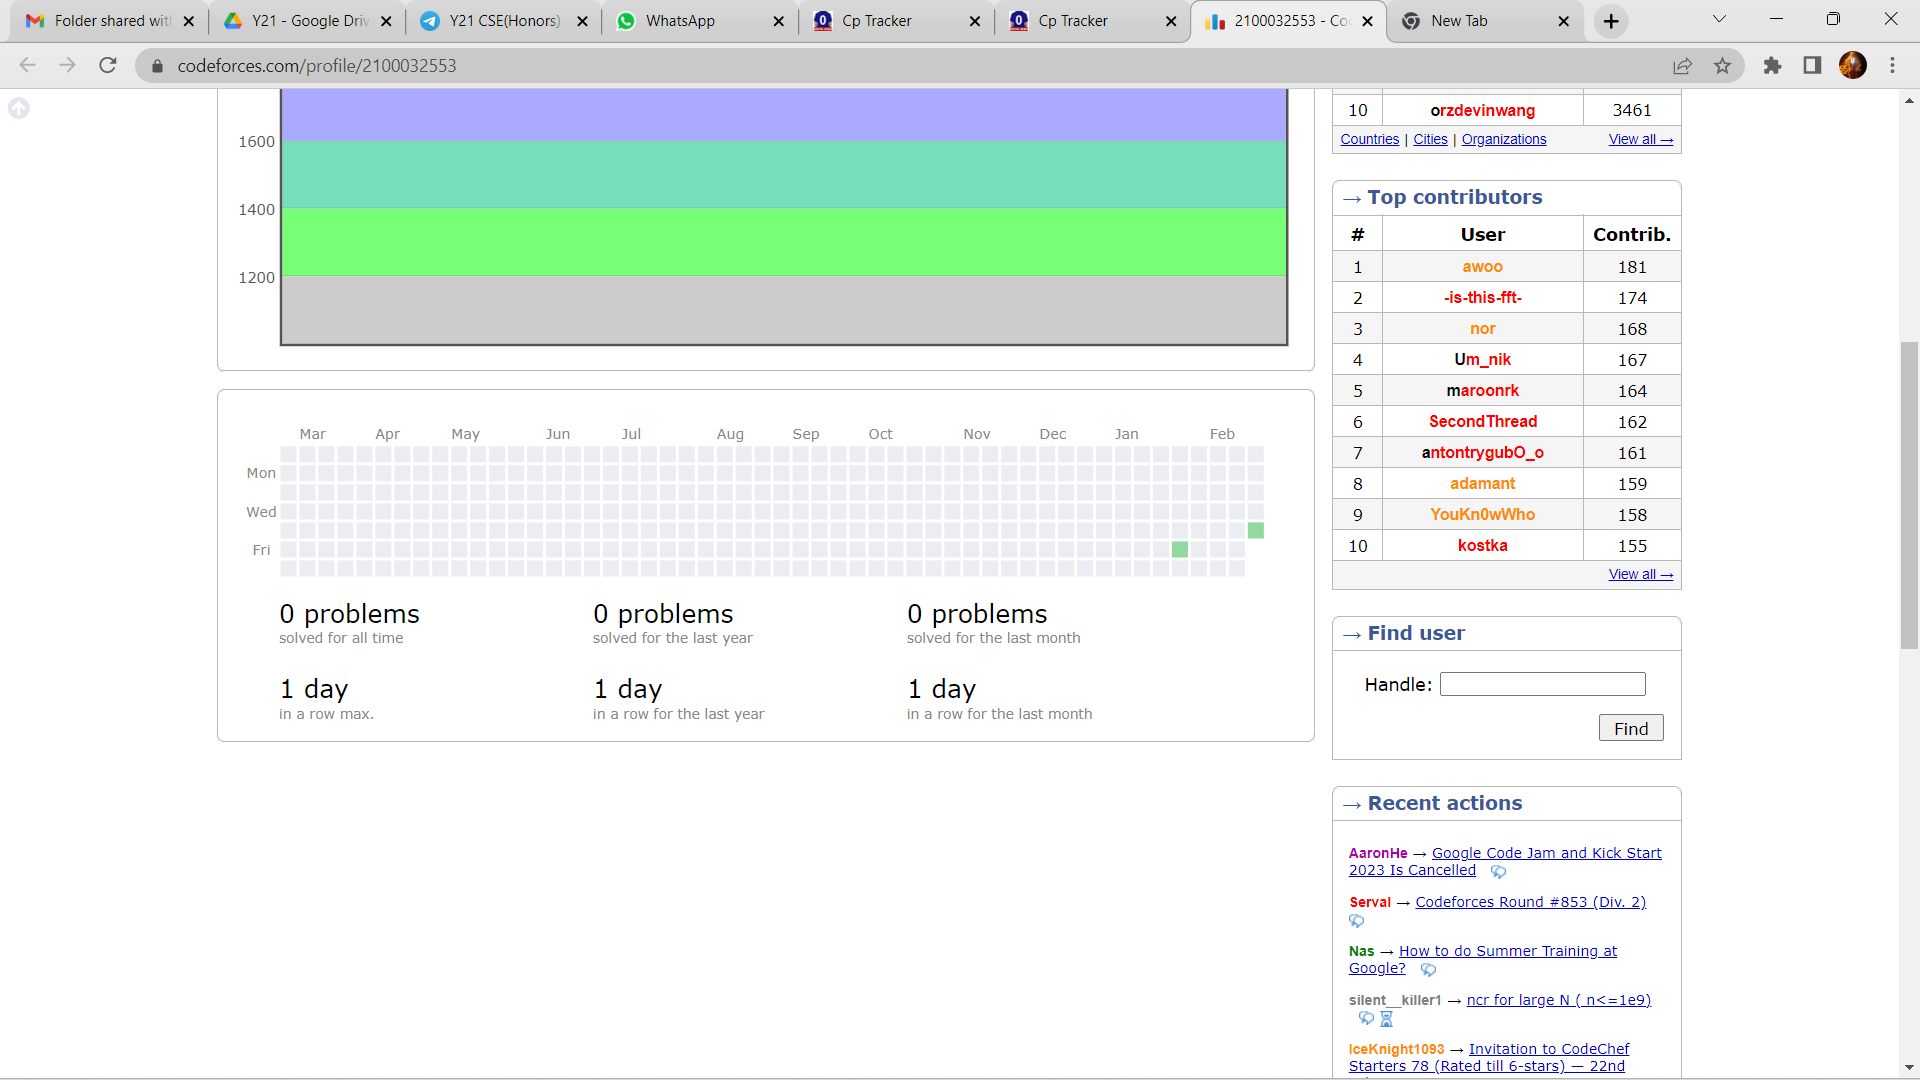 Folder shared with
Y21 - Google Driv
Y21 CSE(Honors)
WhatsApp
Cp Tracker
Cp Tracker
2100032553 - Co
New Tab
codeforces.com/profile/2100032553
1600
1400
1200
Mar Apr May Jun Jul Aug Sep Oct Nov Dec Jan Feb
Mon
Wed
Fri
0 problems
solved for all time
0 problems
solved for the last year
0 problems
solved for the last month
1 day
in a row max.
1 day
in a row for the last year
1 day
in a row for the last month
10 orzdevinwang 3461
Countries | Cities | Organizations View all →
→ Top contributors
# User Contrib.
1 awoo 181
2 -is-this-fft- 174
3 nor 168
4 Um_nik 167
5 maroonrk 164
6 SecondThread 162
7 antontrygubO_o 161
8 adamant 159
9 YouKn0wWho 158
10 kostka 155
View all →
→ Find user
Handle:
Find
→ Recent actions
AaronHe → Google Code Jam and Kick Start
2023 Is Cancelled
Serval → Codeforces Round #853 (Div. 2)
Nas → How to do Summer Training at
Google?
silent__killer1 → ncr for large N ( n<=1e9)
IceKnight1093 → Invitation to CodeChef
Starters 78 (Rated till 6-stars) — 22nd